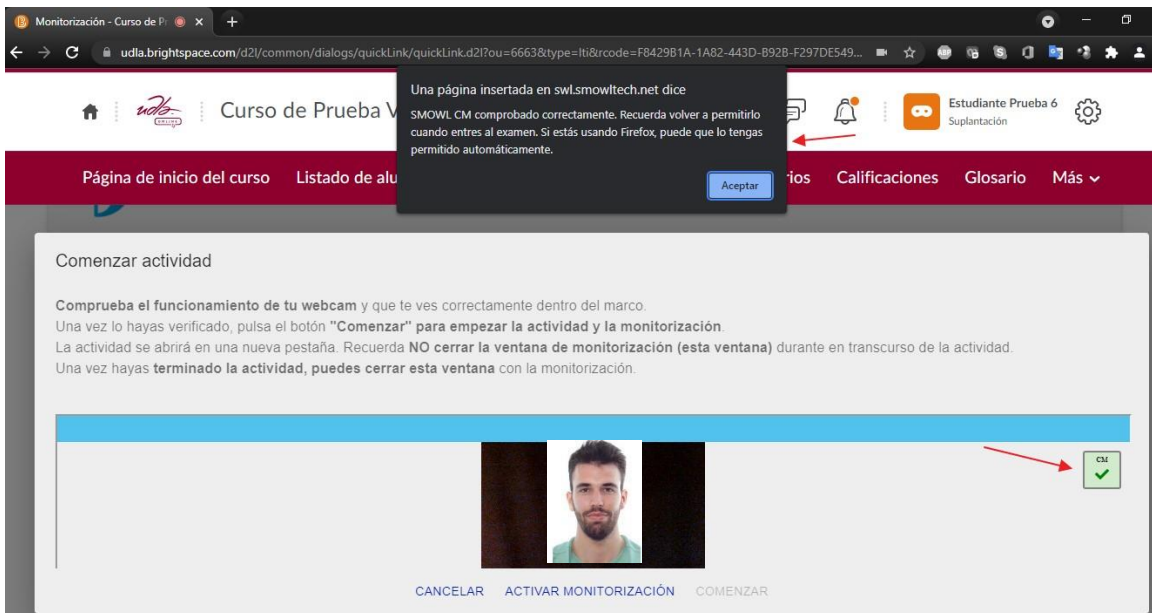 Monitorización - Curso de Pr
udla.brightspace.com/d2l/common/dialogs/quickLink/quickLink.d2l?ou=6663&type=lti&rcode=F8429B1A-1A82-443D-B92B-F297DE549...
Una página insertada en swl.smowltech.net dice
SMOWL CM comprobado correctamente. Recuerda volver a permitirlo
cuando entres al examen. Si estás usando Firefox, puede que lo tengas
permitido automáticamente.
Aceptar
udla
ONLINE
Curso de Prueba V
Estudiante Prueba 6
Suplantación
Página de inicio del curso
Listado de alu
rios
Calificaciones
Glosario
Más
Comenzar actividad
Comprueba el funcionamiento de tu webcam y que te ves correctamente dentro del marco.
Una vez lo hayas verificado, pulsa el botón "Comenzar" para empezar la actividad y la monitorización.
La actividad se abrirá en una nueva pestaña. Recuerda NO cerrar la ventana de monitorización (esta ventana) durante en transcurso de la actividad.
Una vez hayas terminado la actividad, puedes cerrar esta ventana con la monitorización.
CM
CANCELAR
ACTIVAR MONITORIZACIÓN
COMENZAR